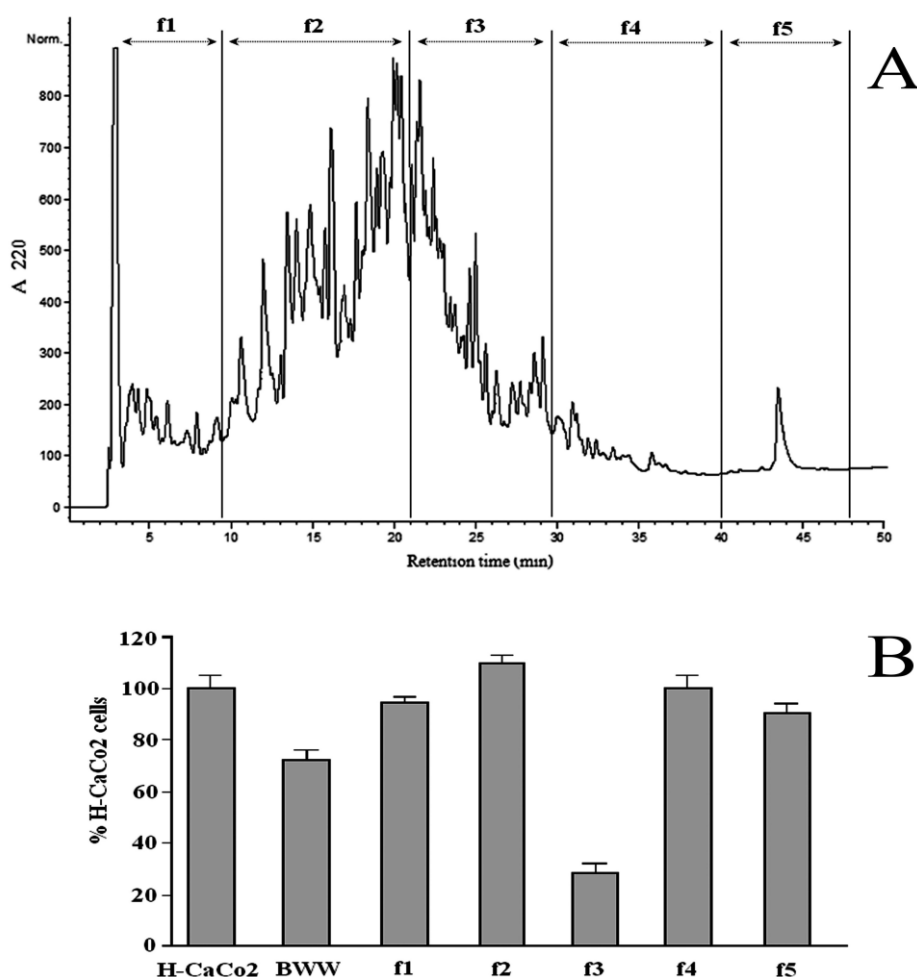 f1 f2 f3 f4 f5
Norm.
A
800
700
600
500
400
300
200
100
0
A 220
5 10 15 20 25 30 35 40 45 50
Retention time (min)
B
120
100
80
60
40
20
0
% H-CaCo2 cells
H-CaCo2 BWW f1 f2 f3 f4 f5